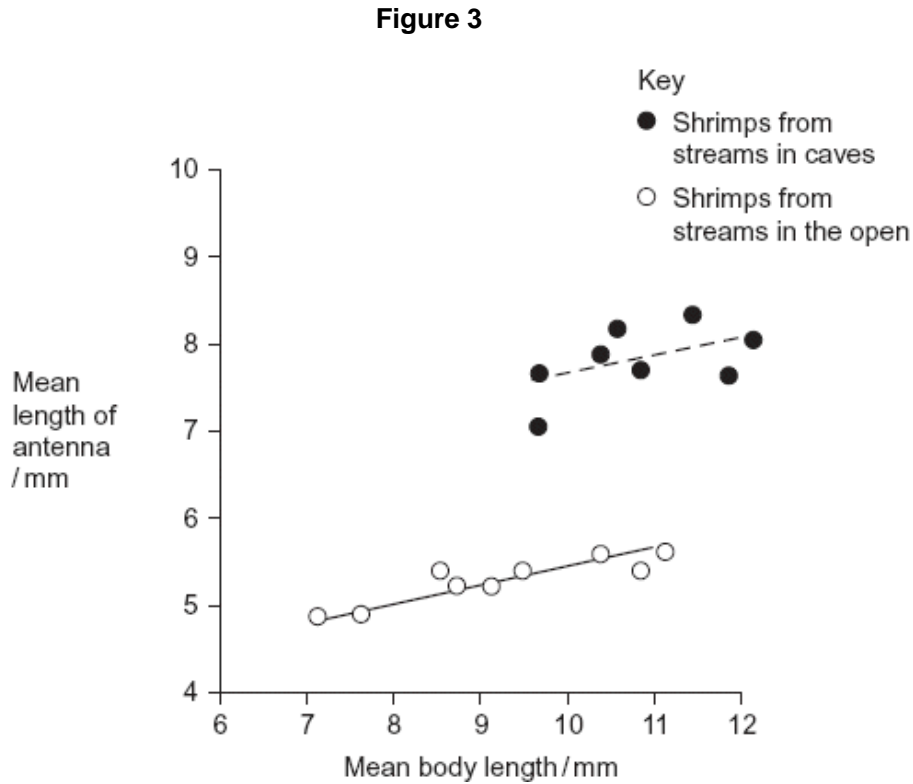 Figure 3
Key
Shrimps from
streams in caves
Shrimps from
streams in the open
10
9
8
7
6
5
4
Mean
length of
antenna
/ mm
6 7 8 9 10 11 12
Mean body length / mm